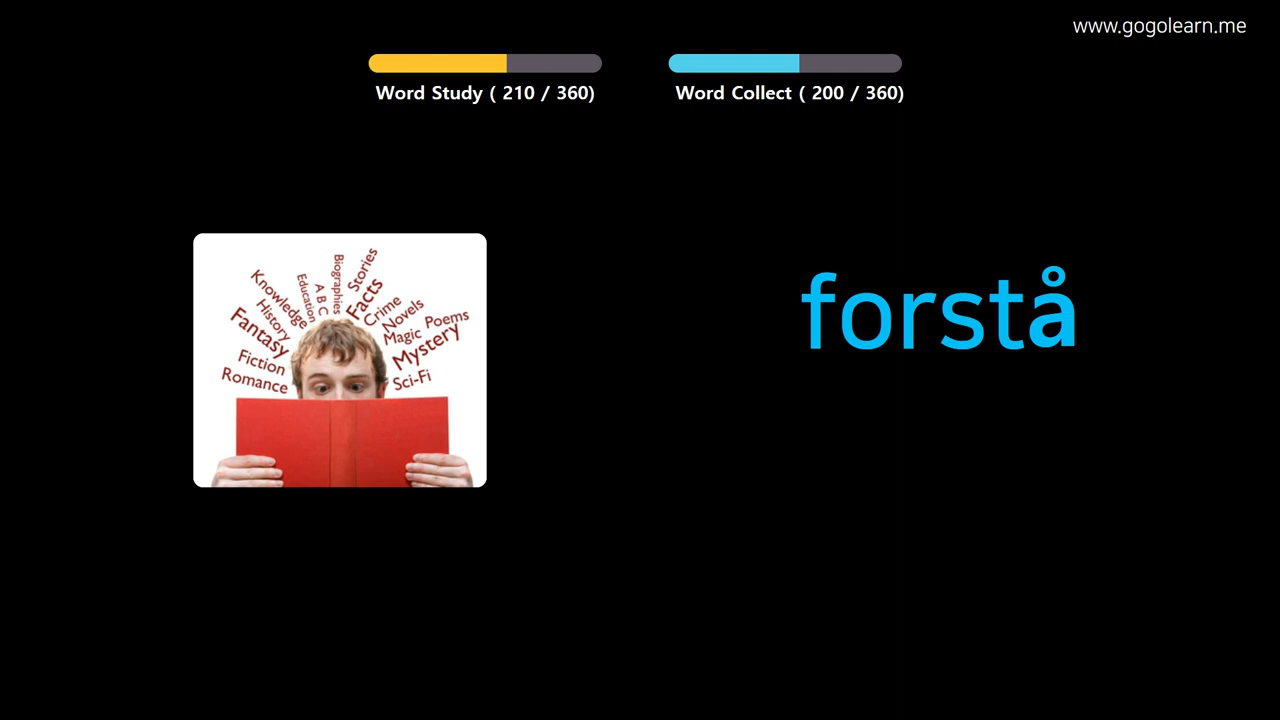 www.gogolearn.me
Word Study ( 210 / 360)
Word Collect ( 200 / 360)
forstå
Knowledge
History
Fantasy
Fiction
Romance
Education
A B C
Biographies
Stories
Facts
Crime
Novels
Magic
Poems
Mystery
Sci-Fi